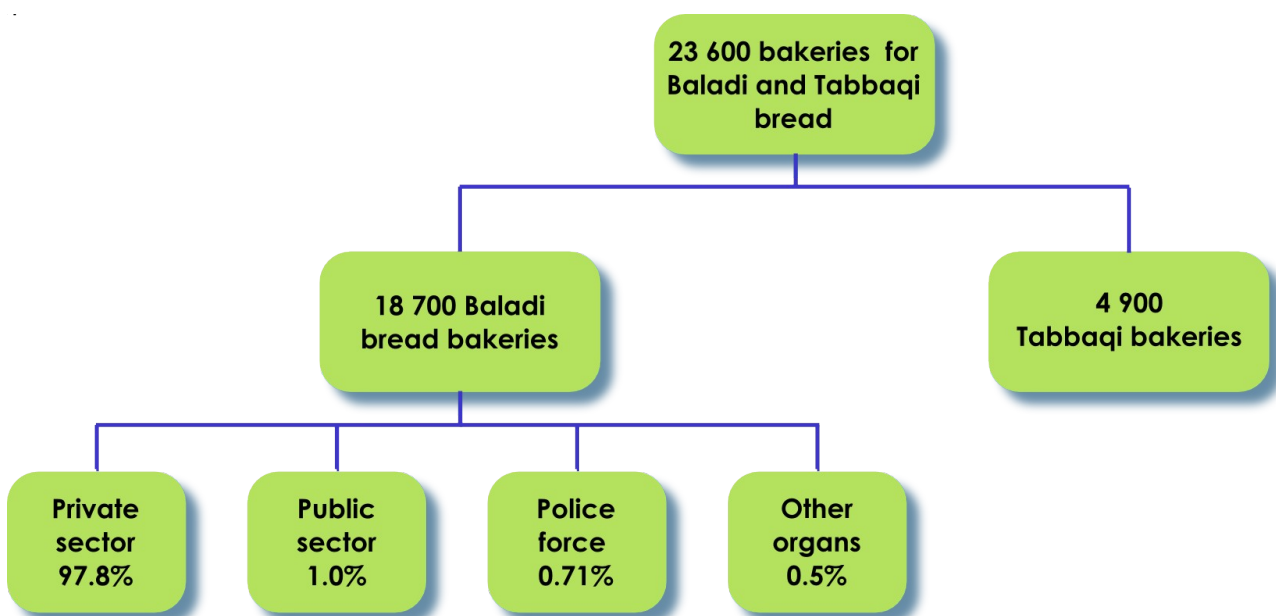 23 600 bakeries for
Baladi and Tabbaqi
bread
18 700 Baladi
bread bakeries
4 900
Tabbaqi bakeries
Private
sector
97.8%
Public
sector
1.0%
Police
force
0.71%
Other
organs
0.5%